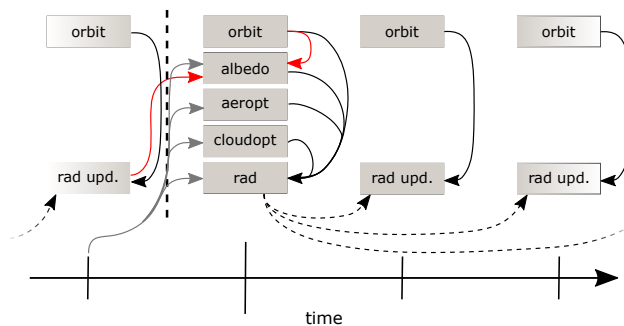 orbit
orbit
orbit
orbit
albedo
aeropt
cloudopt
rad upd.
rad
rad upd.
rad upd.
time